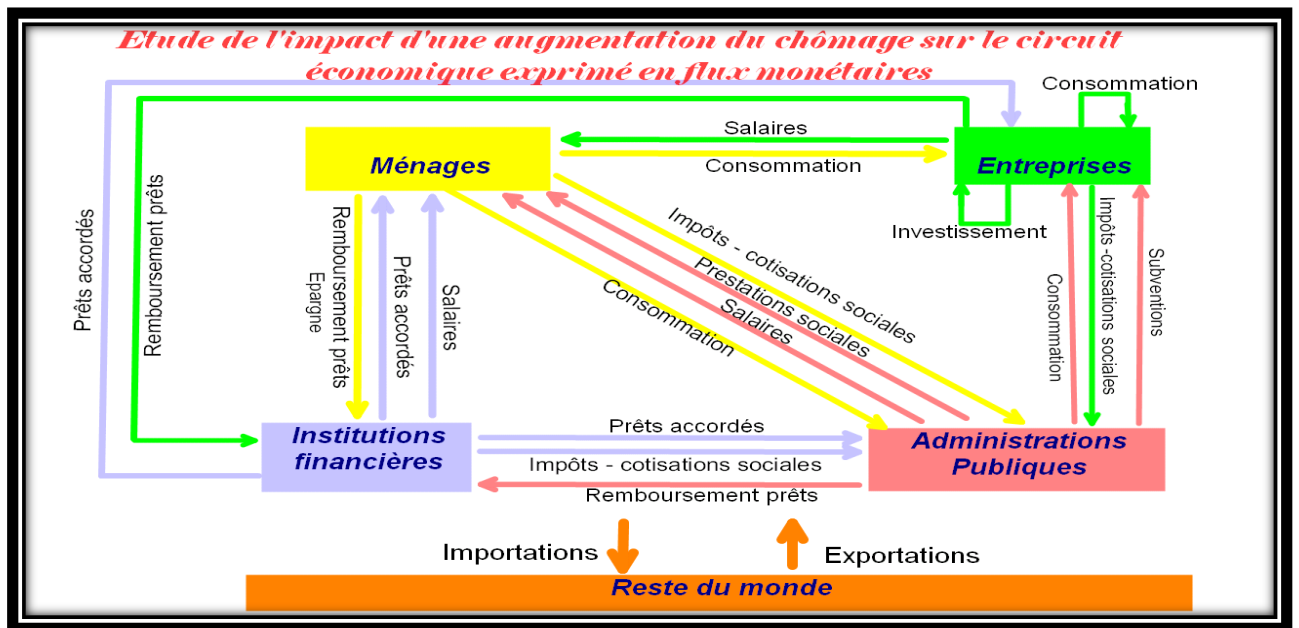 Etude de l'impact d'une augmentation du chômage sur le circuit
économique exprimé en flux monétaires
Consommation
Salaires
Ménages
Consommation
Entreprises
Investissement
Prêts accordés
Remboursement prêts
Remboursement prêts
Epargne
Prêts accordés
Salaires
Impôts - cotisations sociales
Prestations sociales
Salaires
Consommation
Consommation
Impôts -cotisations sociales
Subventions
Institutions
financières
Prêts accordés
Impôts - cotisations sociales
Remboursement prêts
Administrations
Publiques
Importations
Exportations
Reste du monde